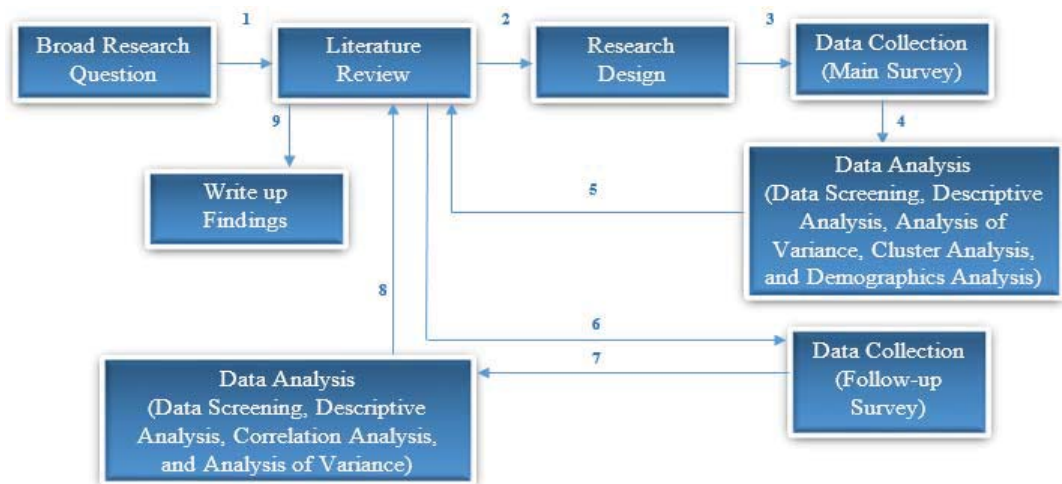 1
2
3
Broad Research
Question
Literature
Review
Research
Design
Data Collection
(Main Survey)
9
4
Write up
Findings
5
Data Analysis
(Data Screening, Descriptive
Analysis, Analysis of
Variance, Cluster Analysis,
and Demographics Analysis)
8
6
7
Data Collection
(Follow-up
Survey)
Data Analysis
(Data Screening, Descriptive
Analysis, Correlation Analysis,
and Analysis of Variance)